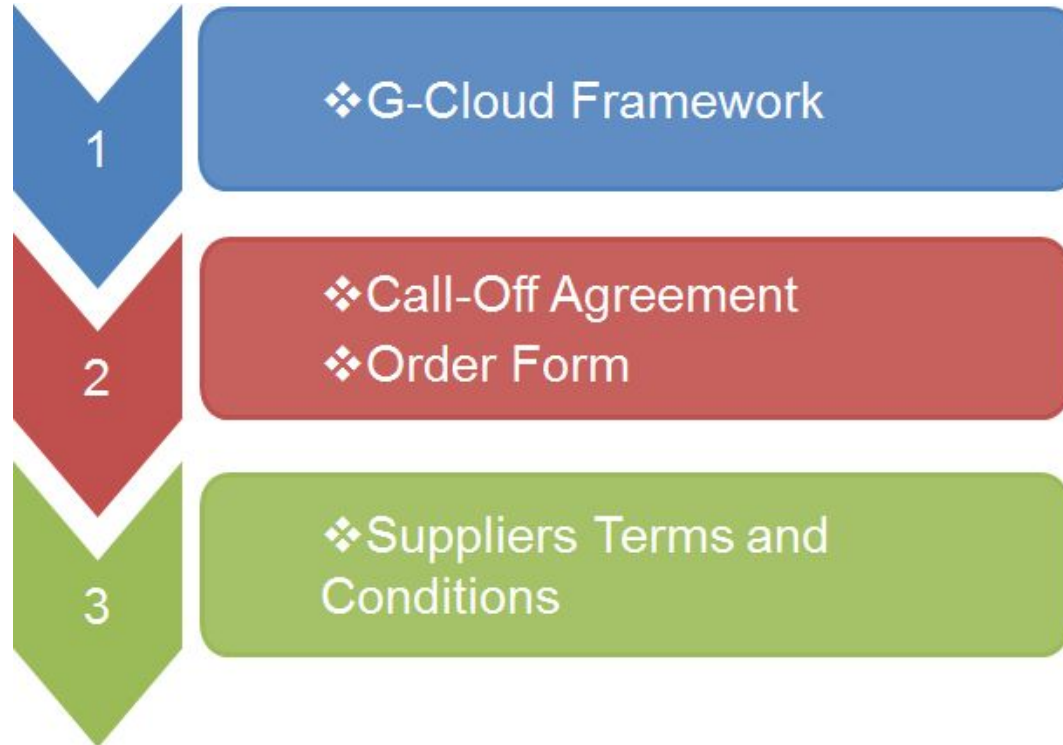 1
❖G-Cloud Framework
2
❖Call-Off Agreement
❖Order Form
3
❖Suppliers Terms and
Conditions